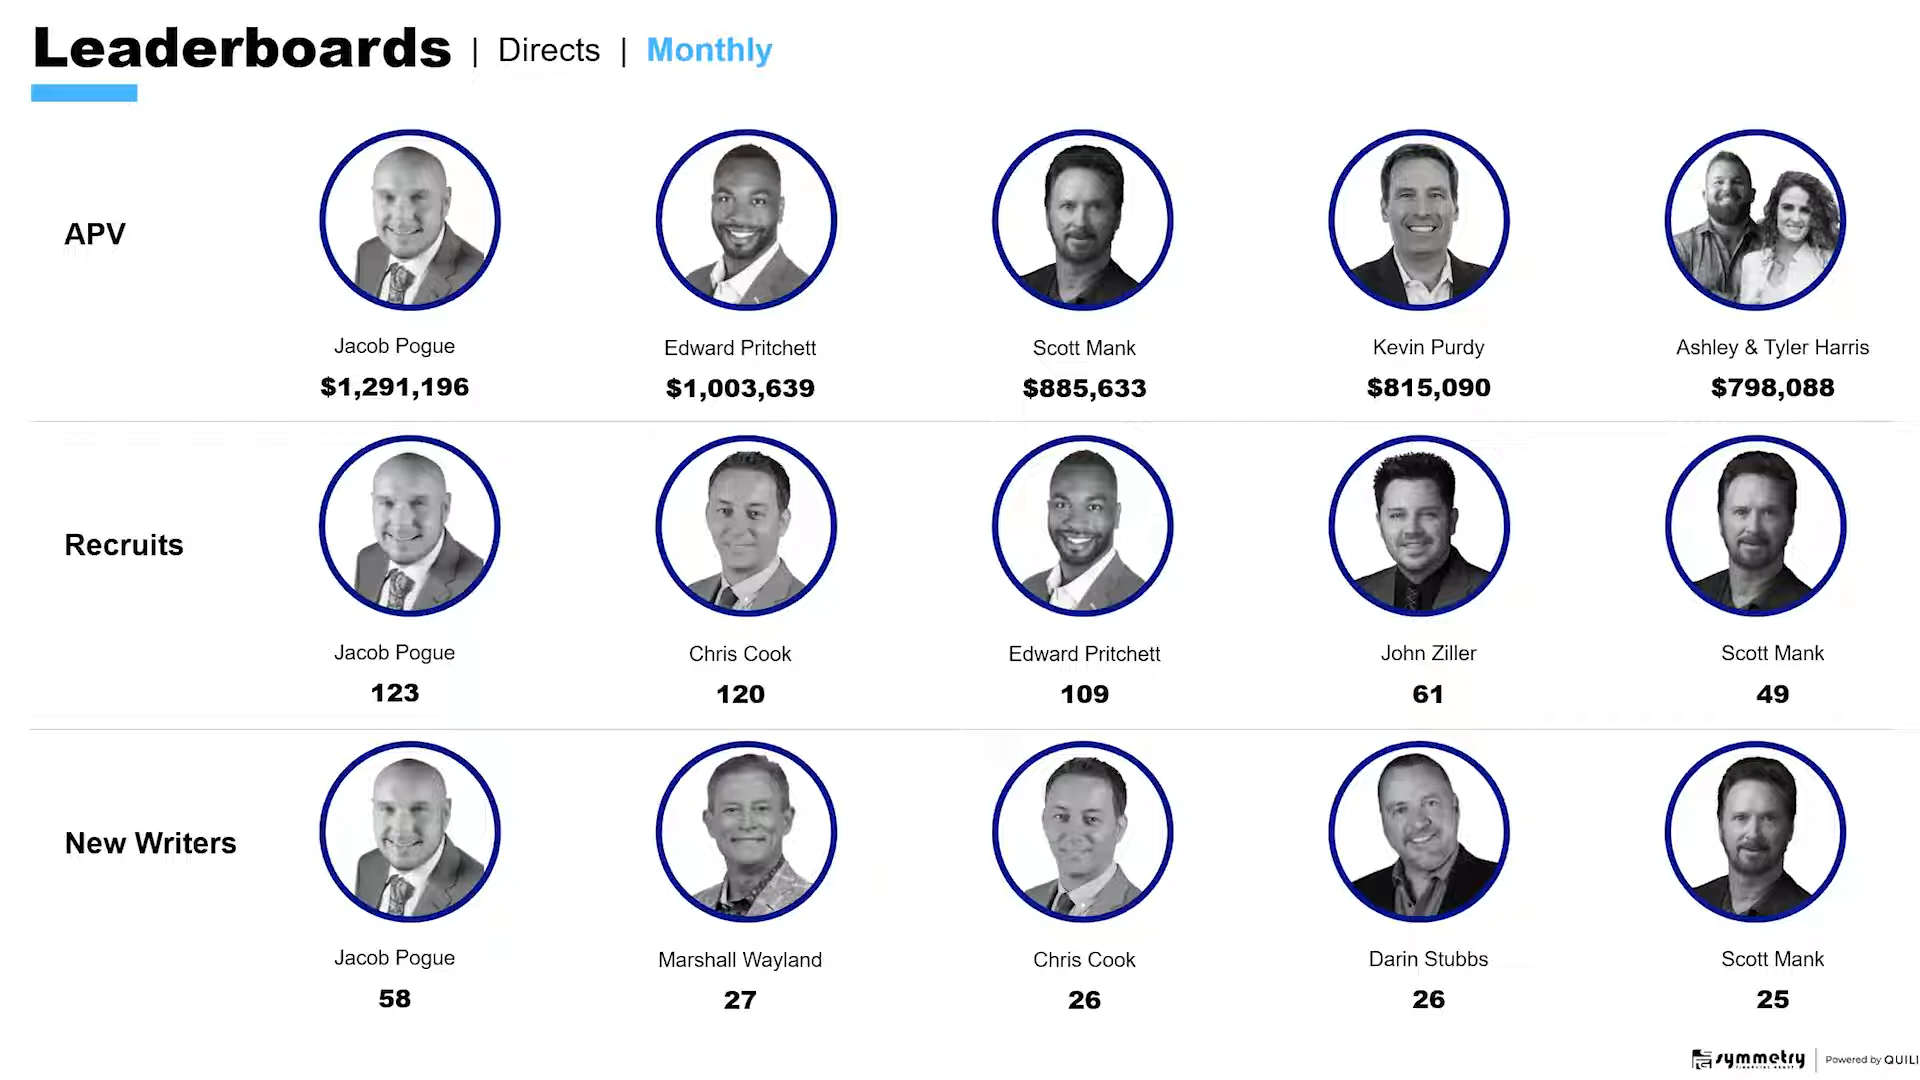 Leaderboards | Directs | Monthly
APV
Jacob Pogue
Edward Pritchett
Scott Mank
Kevin Purdy
Ashley & Tyler Harris
$1,291,196
$1,003,639
$885,633
$815,090
$798,088
Recruits
Jacob Pogue
Chris Cook
Edward Pritchett
John Ziller
Scott Mank
123
120
109
61
49
New Writers
Jacob Pogue
Marshall Wayland
Chris Cook
Darin Stubbs
Scott Mank
58
27
26
26
25
symmetry
FINANCIAL GROUP
Powered by QUILI